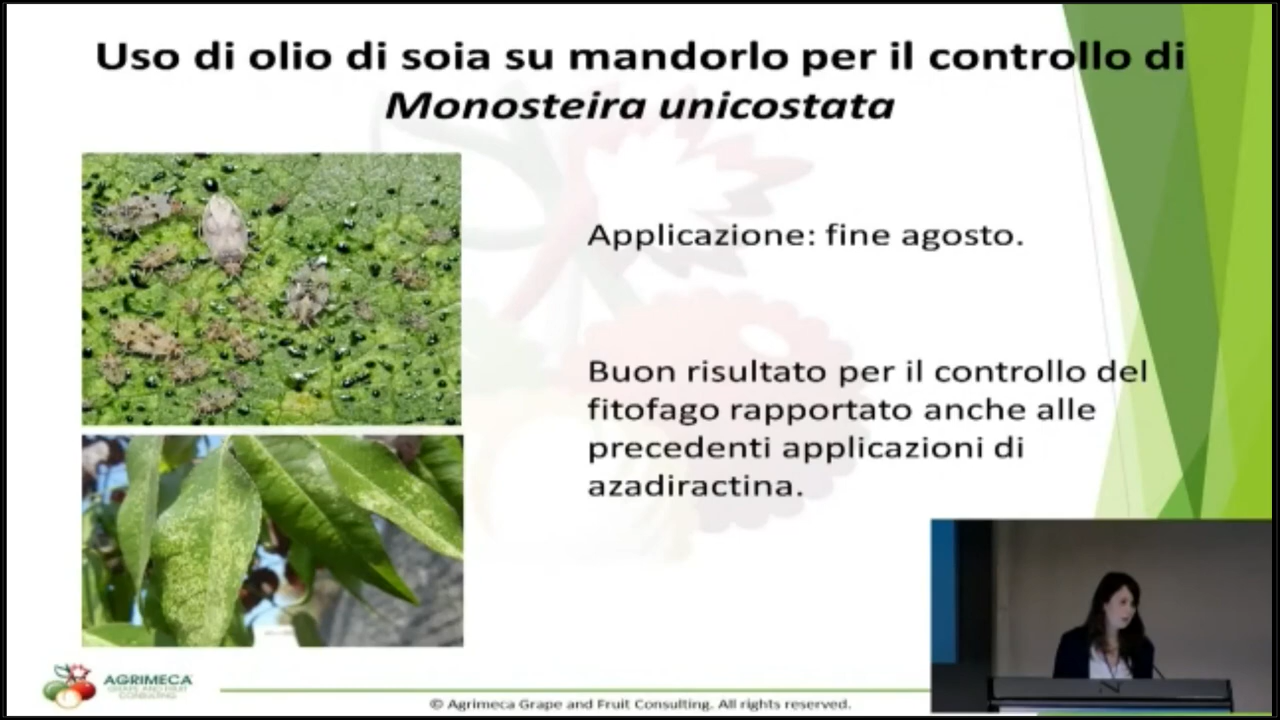 Uso di olio di soia su mandorlo per il controllo di
Monosteira unicostata
Applicazione: fine agosto.
Buon risultato per il controllo del
fitofago rapportato anche alle
precedenti applicazioni di
azadiractina.
AGRIMECA
GRAPE AND FRUIT
CONSULTING
© Agrimeca Grape and Fruit Consulting. All rights reserved.